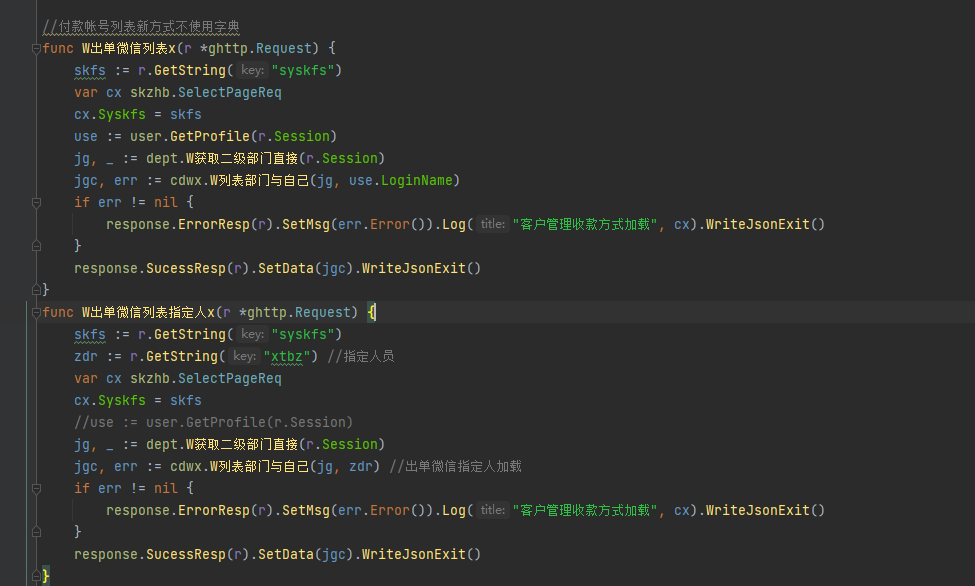 //付款帐号列表新方式不使用字典
func W出单微信列表x(r *ghttp.Request) {
skfs := r.GetString( key: "syskfs")
var cx skzhb.SelectPageReq
cx.Syskfs = skfs
use := user.GetProfile(r.Session)
jg, _ := dept.W获取二级部门直接(r.Session)
jgc, err := cdwx.W列表部门与自己(jg, use.LoginName)
if err != nil {
response.ErrorResp(r).SetMsg(err.Error()).Log( title: "客户管理收款方式加载", cx).WriteJsonExit()
}
response.SucessResp(r).SetData(jgc).WriteJsonExit()
}
func W出单微信列表指定人x(r *ghttp.Request) {
skfs := r.GetString( key: "syskfs")
zdr := r.GetString( key: "xtbz") //指定人员
var cx skzhb.SelectPageReq
cx.Syskfs = skfs
//use := user.GetProfile(r.Session)
jg, _ := dept.W获取二级部门直接(r.Session)
jgc, err := cdwx.W列表部门与自己(jg, zdr) //出单微信指定人加载
if err != nil {
response.ErrorResp(r).SetMsg(err.Error()).Log( title: "客户管理收款方式加载", cx).WriteJsonExit()
}
response.SucessResp(r).SetData(jgc).WriteJsonExit()
}